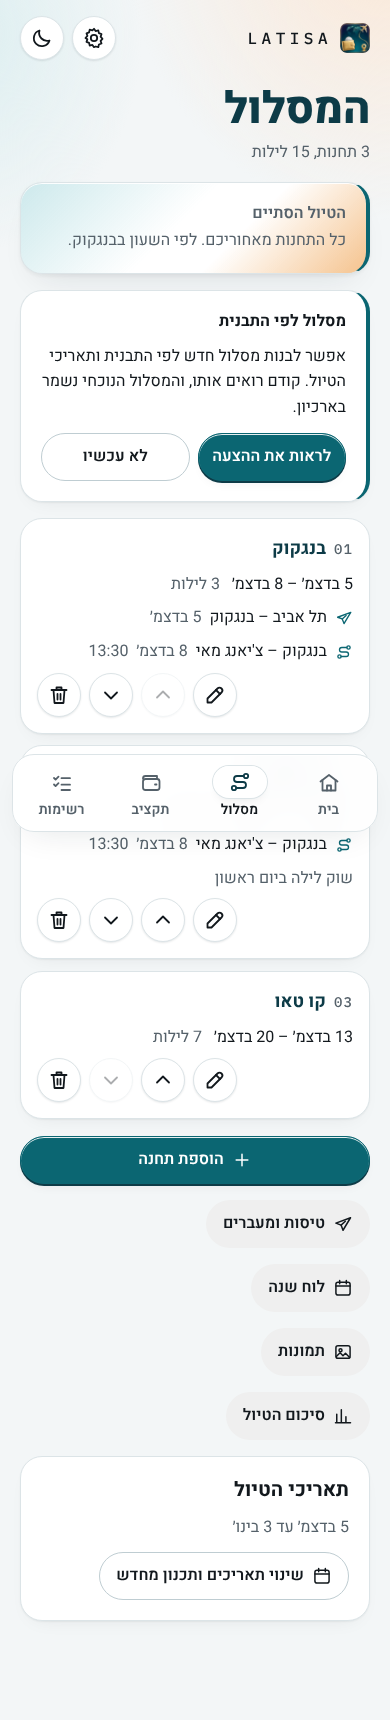 LATISA
המסלול
3 תחנות, 15 לילות
הטיול הסתיים
כל התחנות מאחוריכם. לפי השעון בבנגקוק.
מסלול לפי התבנית
אפשר לבנות מסלול חדש לפי התבנית ותאריכי
הטיול. קודם רואים אותו, והמסלול הנוכחי נשמר
בארכיון.
לראות את ההצעה
לא עכשיו
01 בנגקוק
5 בדצמ׳ – 8 בדצמ׳ 3 לילות
תל אביב – בנגקוק 5 בדצמ׳
בנגקוק – צ'יאנג מאי 8 בדצמ׳ 13:30
בית
מסלול
תקציב
רשימות
בנגקוק – צ'יאנג מאי 8 בדצמ׳ 13:30
שוק לילה ביום ראשון
03 קו טאו
13 בדצמ׳ – 20 בדצמ׳ 7 לילות
הוספת תחנה
טיסות ומעברים
לוח שנה
תמונות
סיכום הטיול
תאריכי הטיול
5 בדצמ׳ עד 3 בינו׳
שינוי תאריכים ותכנון מחדש